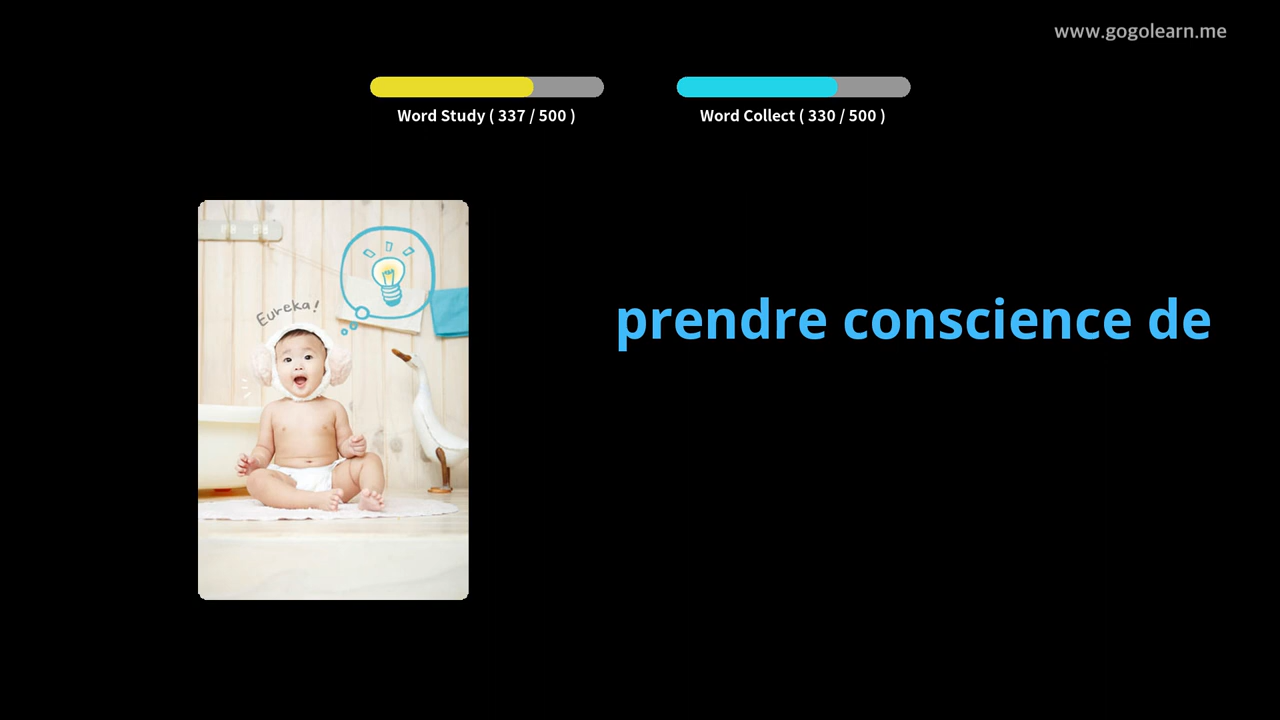 www.gogolearn.me
Word Study ( 337 / 500 )
Word Collect ( 330 / 500 )
Eureka!
prendre conscience de